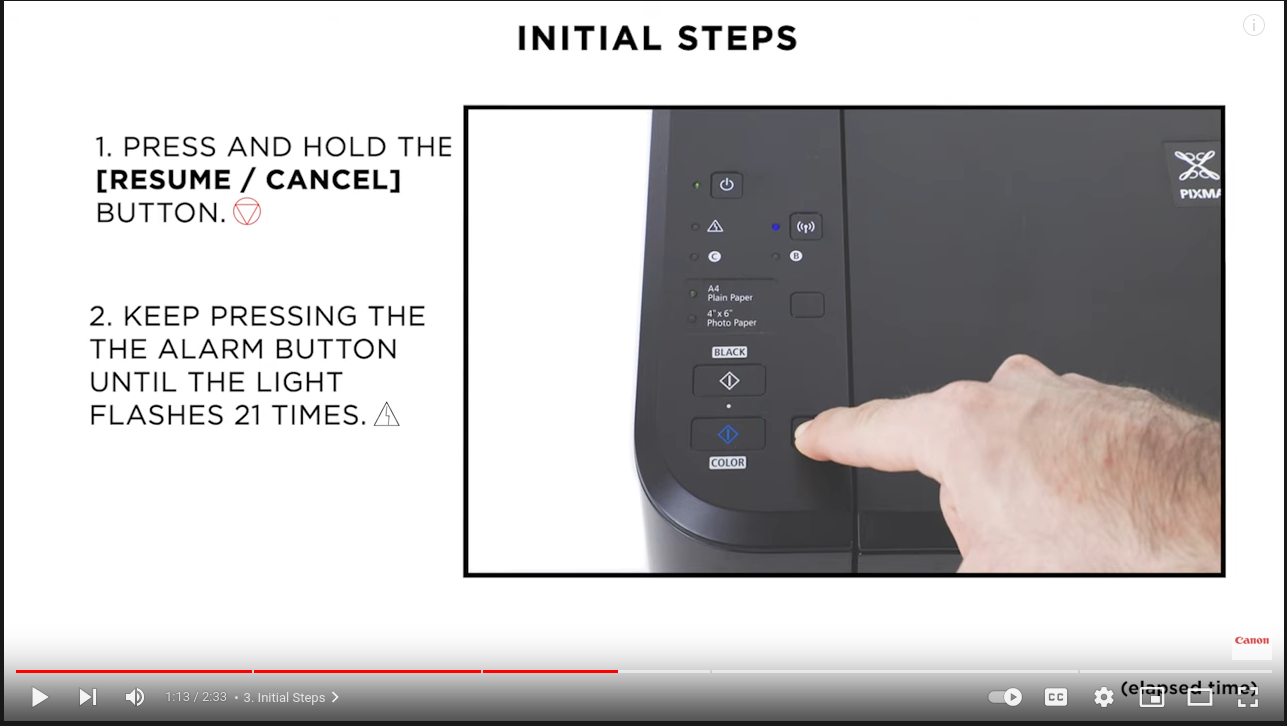 INITIAL STEPS
1. PRESS AND HOLD THE
[RESUME / CANCEL]
BUTTON.
2. KEEP PRESSING THE
THE ALARM BUTTON
UNTIL THE LIGHT
FLASHES 21 TIMES.
C
B
A4
Plain Paper
4"x 6"
Photo Paper
BLACK
COLOR
PIXMA
Canon
(elapsed time)
1:13 / 2:33 • 3. Initial Steps
CC